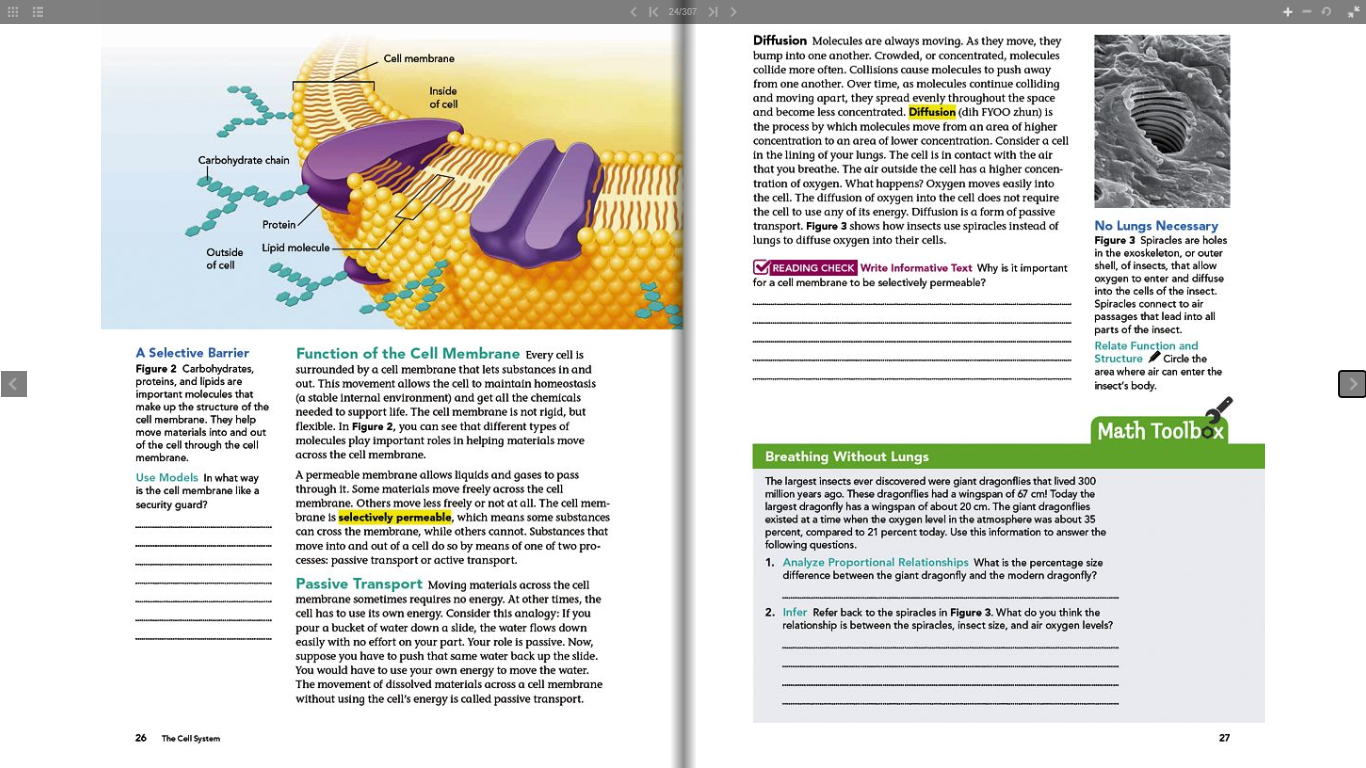 24/307
Cell membrane
Inside
of cell
Carbohydrate chain
Protein
Lipid molecule
Outside
of cell
A Selective Barrier
Figure 2 Carbohydrates,
proteins, and lipids are
important molecules that
make up the structure of the
cell membrane. They help
move materials into and out
of the cell through the cell
membrane.
Use Models In what way
is the cell membrane like a
security guard?
Function of the Cell Membrane Every cell is
surrounded by a cell membrane that lets substances in and
out. This movement allows the cell to maintain homeostasis
(a stable internal environment) and get all the chemicals
needed to support life. The cell membrane is not rigid, but
flexible. In Figure 2, you can see that different types of
molecules play important roles in helping materials move
across the cell membrane.
A permeable membrane allows liquids and gases to pass
through it. Some materials move freely across the cell
membrane. Others move less freely or not at all. The cell mem-
brane is selectively permeable, which means some substances
can cross the membrane, while others cannot. Substances that
move into and out of a cell do so by means of one of two pro-
cesses: passive transport or active transport.
Passive Transport Moving materials across the cell
membrane sometimes requires no energy. At other times, the
cell has to use its own energy. Consider this analogy: If you
pour a bucket of water down a slide, the water flows down
easily with no effort on your part. Your role is passive. Now,
suppose you have to push that same water back up the slide.
You would have to use your own energy to move the water.
The movement of dissolved materials across a cell membrane
without using the cell's energy is called passive transport.
26 The Cell System
Diffusion Molecules are always moving. As they move, they
bump into one another. Crowded, or concentrated, molecules
collide more often. Collisions cause molecules to push away
from one another. Over time, as molecules continue colliding
and moving apart, they spread evenly throughout the space
and become less concentrated. Diffusion (dih FYOO zhun) is
the process by which molecules move from an area of higher
concentration to an area of lower concentration. Consider a cell
in the lining of your lungs. The cell is in contact with the air
that you breathe. The air outside the cell has a higher concen-
tration of oxygen. What happens? Oxygen moves easily into
the cell. The diffusion of oxygen into the cell does not require
the cell to use any of its energy. Diffusion is a form of passive
transport. Figure 3 shows how insects use spiracles instead of
lungs to diffuse oxygen into their cells.
READING CHECK Write Informative Text Why is it important
for a cell membrane to be selectively permeable?
No Lungs Necessary
Figure 3 Spiracles are holes
in the exoskeleton, or outer
shell, of insects, that allow
oxygen to enter and diffuse
into the cells of the insect.
Spiracles connect to air
passages that lead into all
parts of the insect.
Relate Function and
Structure Circle the
area where air can enter the
insect's body.
Math Toolbox
Breathing Without Lungs
The largest insects ever discovered were giant dragonflies that lived 300
million years ago. These dragonflies had a wingspan of 67 cm! Today the
largest dragonfly has a wingspan of about 20 cm. The giant dragonflies
existed at a time when the oxygen level in the atmosphere was about 35
percent, compared to 21 percent today. Use this information to answer the
following questions.
1. Analyze Proportional Relationships What is the percentage size
difference between the giant dragonfly and the modern dragonfly?
2. Infer Refer back to the spiracles in Figure 3. What do you think the
relationship is between the spiracles, insect size, and air oxygen levels?
27